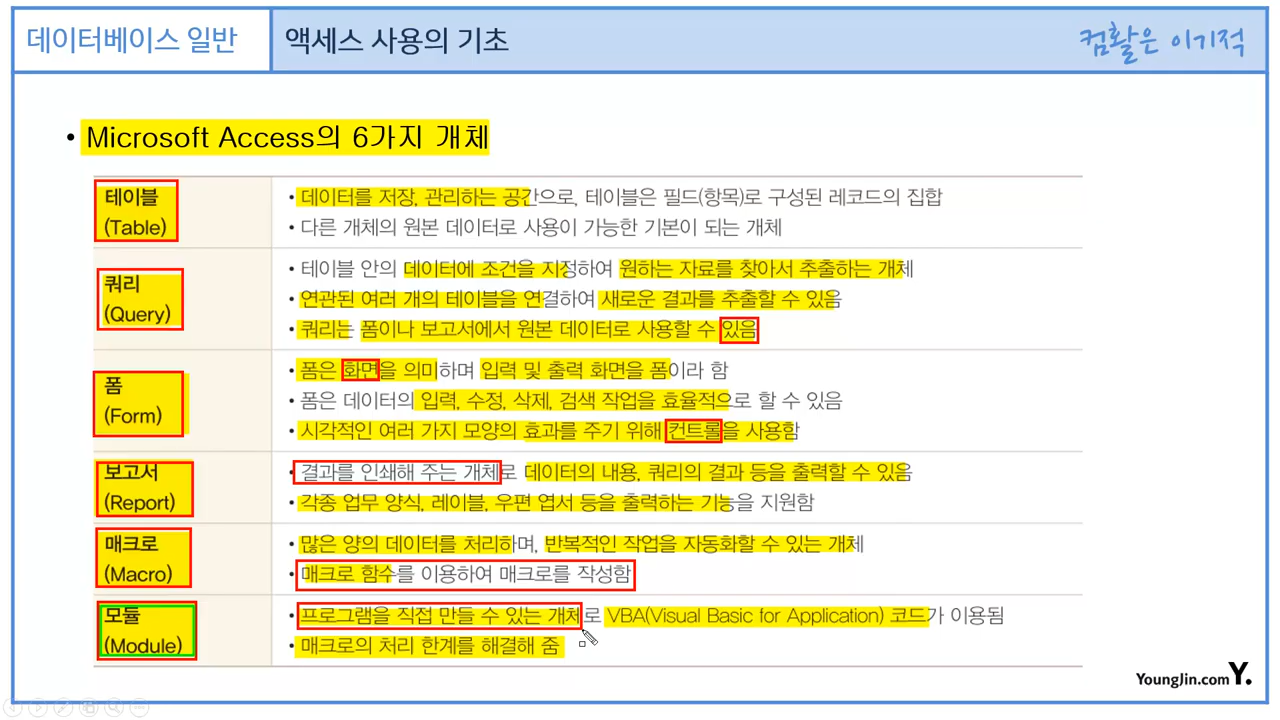 데이터베이스 일반
액세스 사용의 기초
컴활은 이기적
• Microsoft Access의 6가지 개체
테이블
(Table)
• 데이터를 저장, 관리하는 공간으로, 테이블은 필드(항목)로 구성된 레코드의 집합
• 다른 개체의 원본 데이터로 사용이 가능한 기본이 되는 개체
쿼리
(Query)
• 테이블 안의 데이터에 조건을 지정하여 원하는 자료를 찾아서 추출하는 개체
• 연관된 여러 개의 테이블을 연결하여 새로운 결과를 추출할 수 있음
• 쿼리는 폼이나 보고서에서 원본 데이터로 사용할 수 있음
폼
(Form)
• 폼은 화면을 의미하며 입력 및 출력 화면을 폼이라 함
• 폼은 데이터의 입력, 수정, 삭제, 검색 작업을 효율적으로 할 수 있음
• 시각적인 여러 가지 모양의 효과를 주기 위해 컨트롤을 사용함
보고서
(Report)
• 결과를 인쇄해 주는 개체로 데이터의 내용, 쿼리의 결과 등을 출력할 수 있음
• 각종 업무 양식, 레이블, 우편 엽서 등을 출력하는 기능을 지원함
매크로
(Macro)
• 많은 양의 데이터를 처리하며, 반복적인 작업을 자동화할 수 있는 개체
• 매크로 함수를 이용하여 매크로를 작성함
모듈
(Module)
• 프로그램을 직접 만들 수 있는 개체로 VBA(Visual Basic for Application) 코드가 이용됨
• 매크로의 처리 한계를 해결해 줌
YoungJin.com Y.